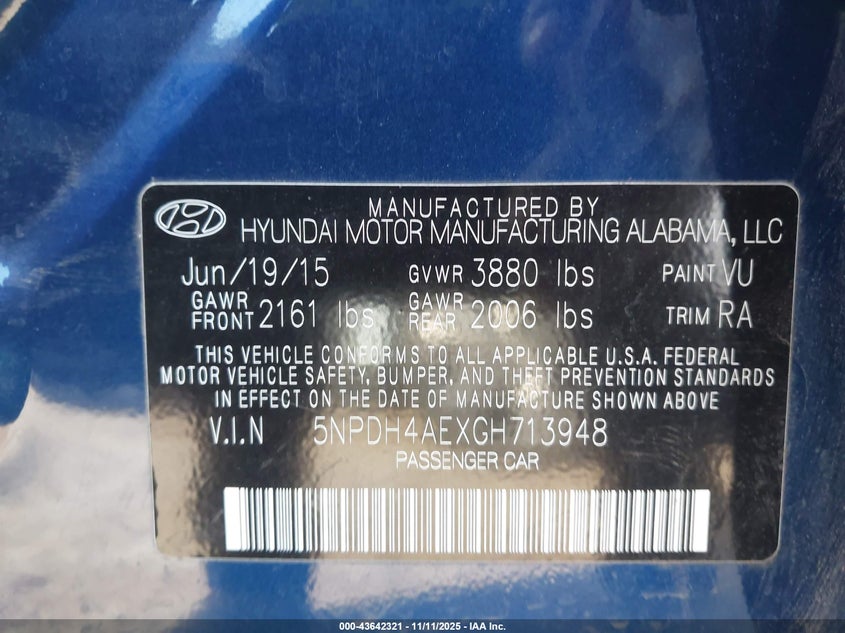 MANUFACTURED BY
HYUNDAI MOTOR MANUFACTURING ALABAMA, LLC
Jun/19/15 GVWR 3880 lbs PAINT VU
GAWR FRONT 2161 lbs GAWR REAR 2006 lbs TRIM RA
THIS VEHICLE CONFORMS TO ALL APPLICABLE U.S.A. FEDERAL
MOTOR VEHICLE SAFETY, BUMPER, AND THEFT PREVENTION STANDARDS
IN EFFECT ON THE DATE OF MANUFACTURE SHOWN ABOVE
V.I.N 5NPDH4AEXGH713948
PASSENGER CAR
000-43642321 - 11/11/2025 - IAA Inc.